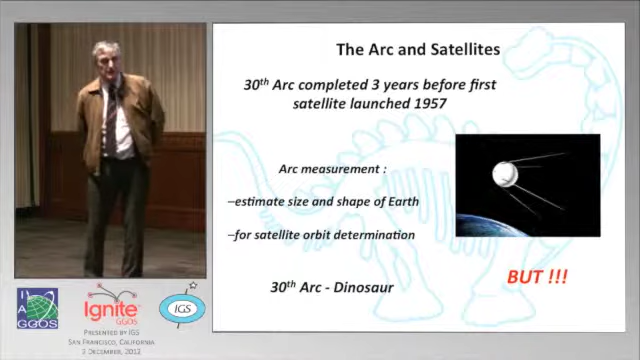 The Arc and Satellites
30th Arc completed 3 years before first
satellite launched 1957
Arc measurement :
–estimate size and shape of Earth
–for satellite orbit determination
BUT !!!
30th Arc - Dinosaur
I A
GGOS
Ignite
GGOS
IGS
PRESENTED BY IGS
SAN FRANCISCO, CALIFORNIA
2 DECEMBER, 2012